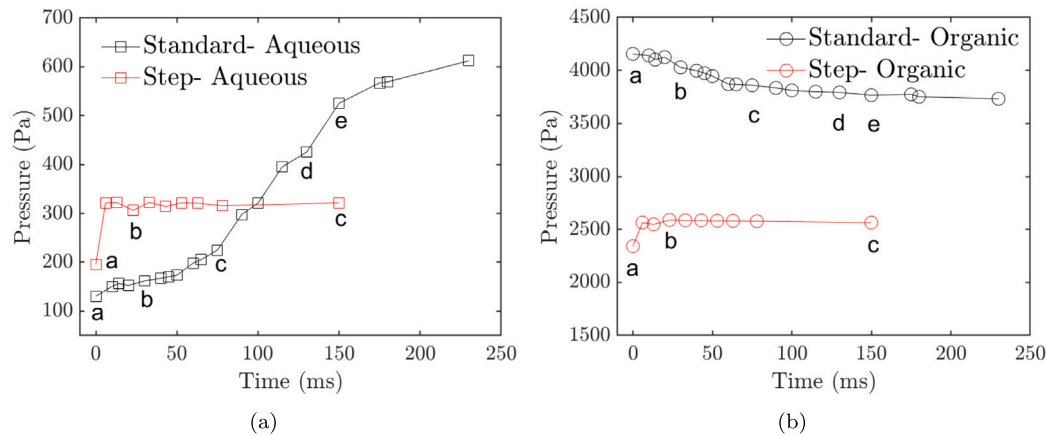 700
600
500
400
300
200
100
Pressure (Pa)
Standard- Aqueous
Step- Aqueous
a
b
c
a
b
c
d
e
0 50 100 150 200 250
Time (ms)
(a)
4500
4000
3500
3000
2500
2000
1500
Pressure (Pa)
Standard- Organic
Step- Organic
a
b
c
d
e
a
b
c
0 50 100 150 200 250
Time (ms)
(b)